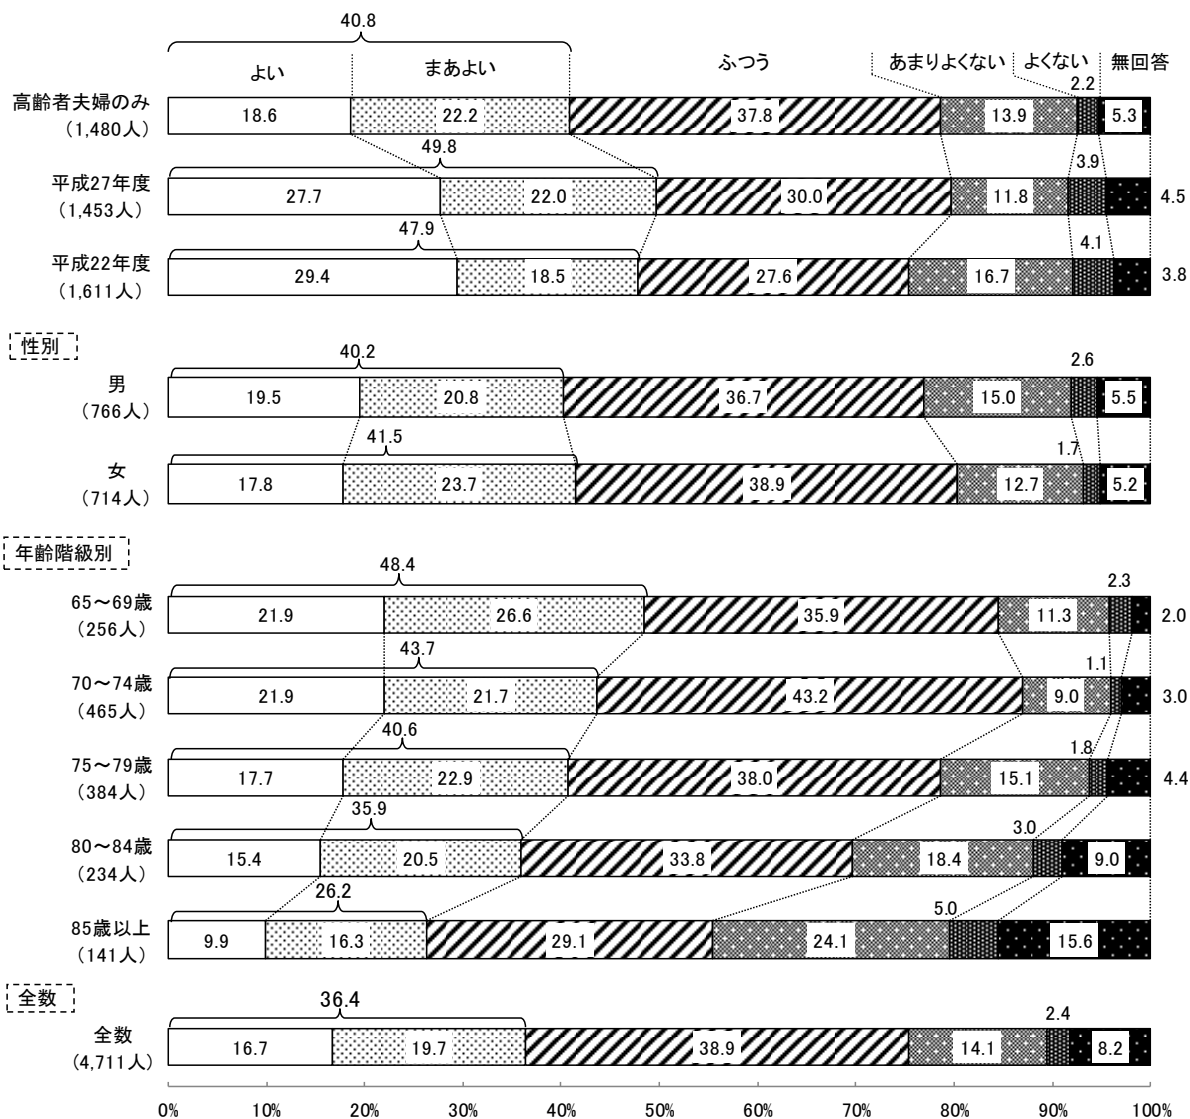 40.8
よい まあよい ふつう あまりよくない よくない 無回答
2.2
高齢者夫婦のみ
(1,480人)
18.6 22.2 37.8 13.9 5.3
49.8
3.9
平成27年度
(1,453人)
27.7 22.0 30.0 11.8 4.5
47.9
4.1
平成22年度
(1,611人)
29.4 18.5 27.6 16.7 3.8
性別
40.2
2.6
男
(766人)
19.5 20.8 36.7 15.0 5.5
41.5
1.7
女
(714人)
17.8 23.7 38.9 12.7 5.2
年齢階級別
48.4
2.3
65～69歳
(256人)
21.9 26.6 35.9 11.3 2.0
43.7
1.1
70～74歳
(465人)
21.9 21.7 43.2 9.0 3.0
40.6
1.8
75～79歳
(384人)
17.7 22.9 38.0 15.1 4.4
35.9
3.0
80～84歳
(234人)
15.4 20.5 33.8 18.4 9.0
26.2
5.0
85歳以上
(141人)
9.9 16.3 29.1 24.1 15.6
全数
36.4
2.4
全数
(4,711人)
16.7 19.7 38.9 14.1 8.2
0% 10% 20% 30% 40% 50% 60% 70% 80% 90% 100%